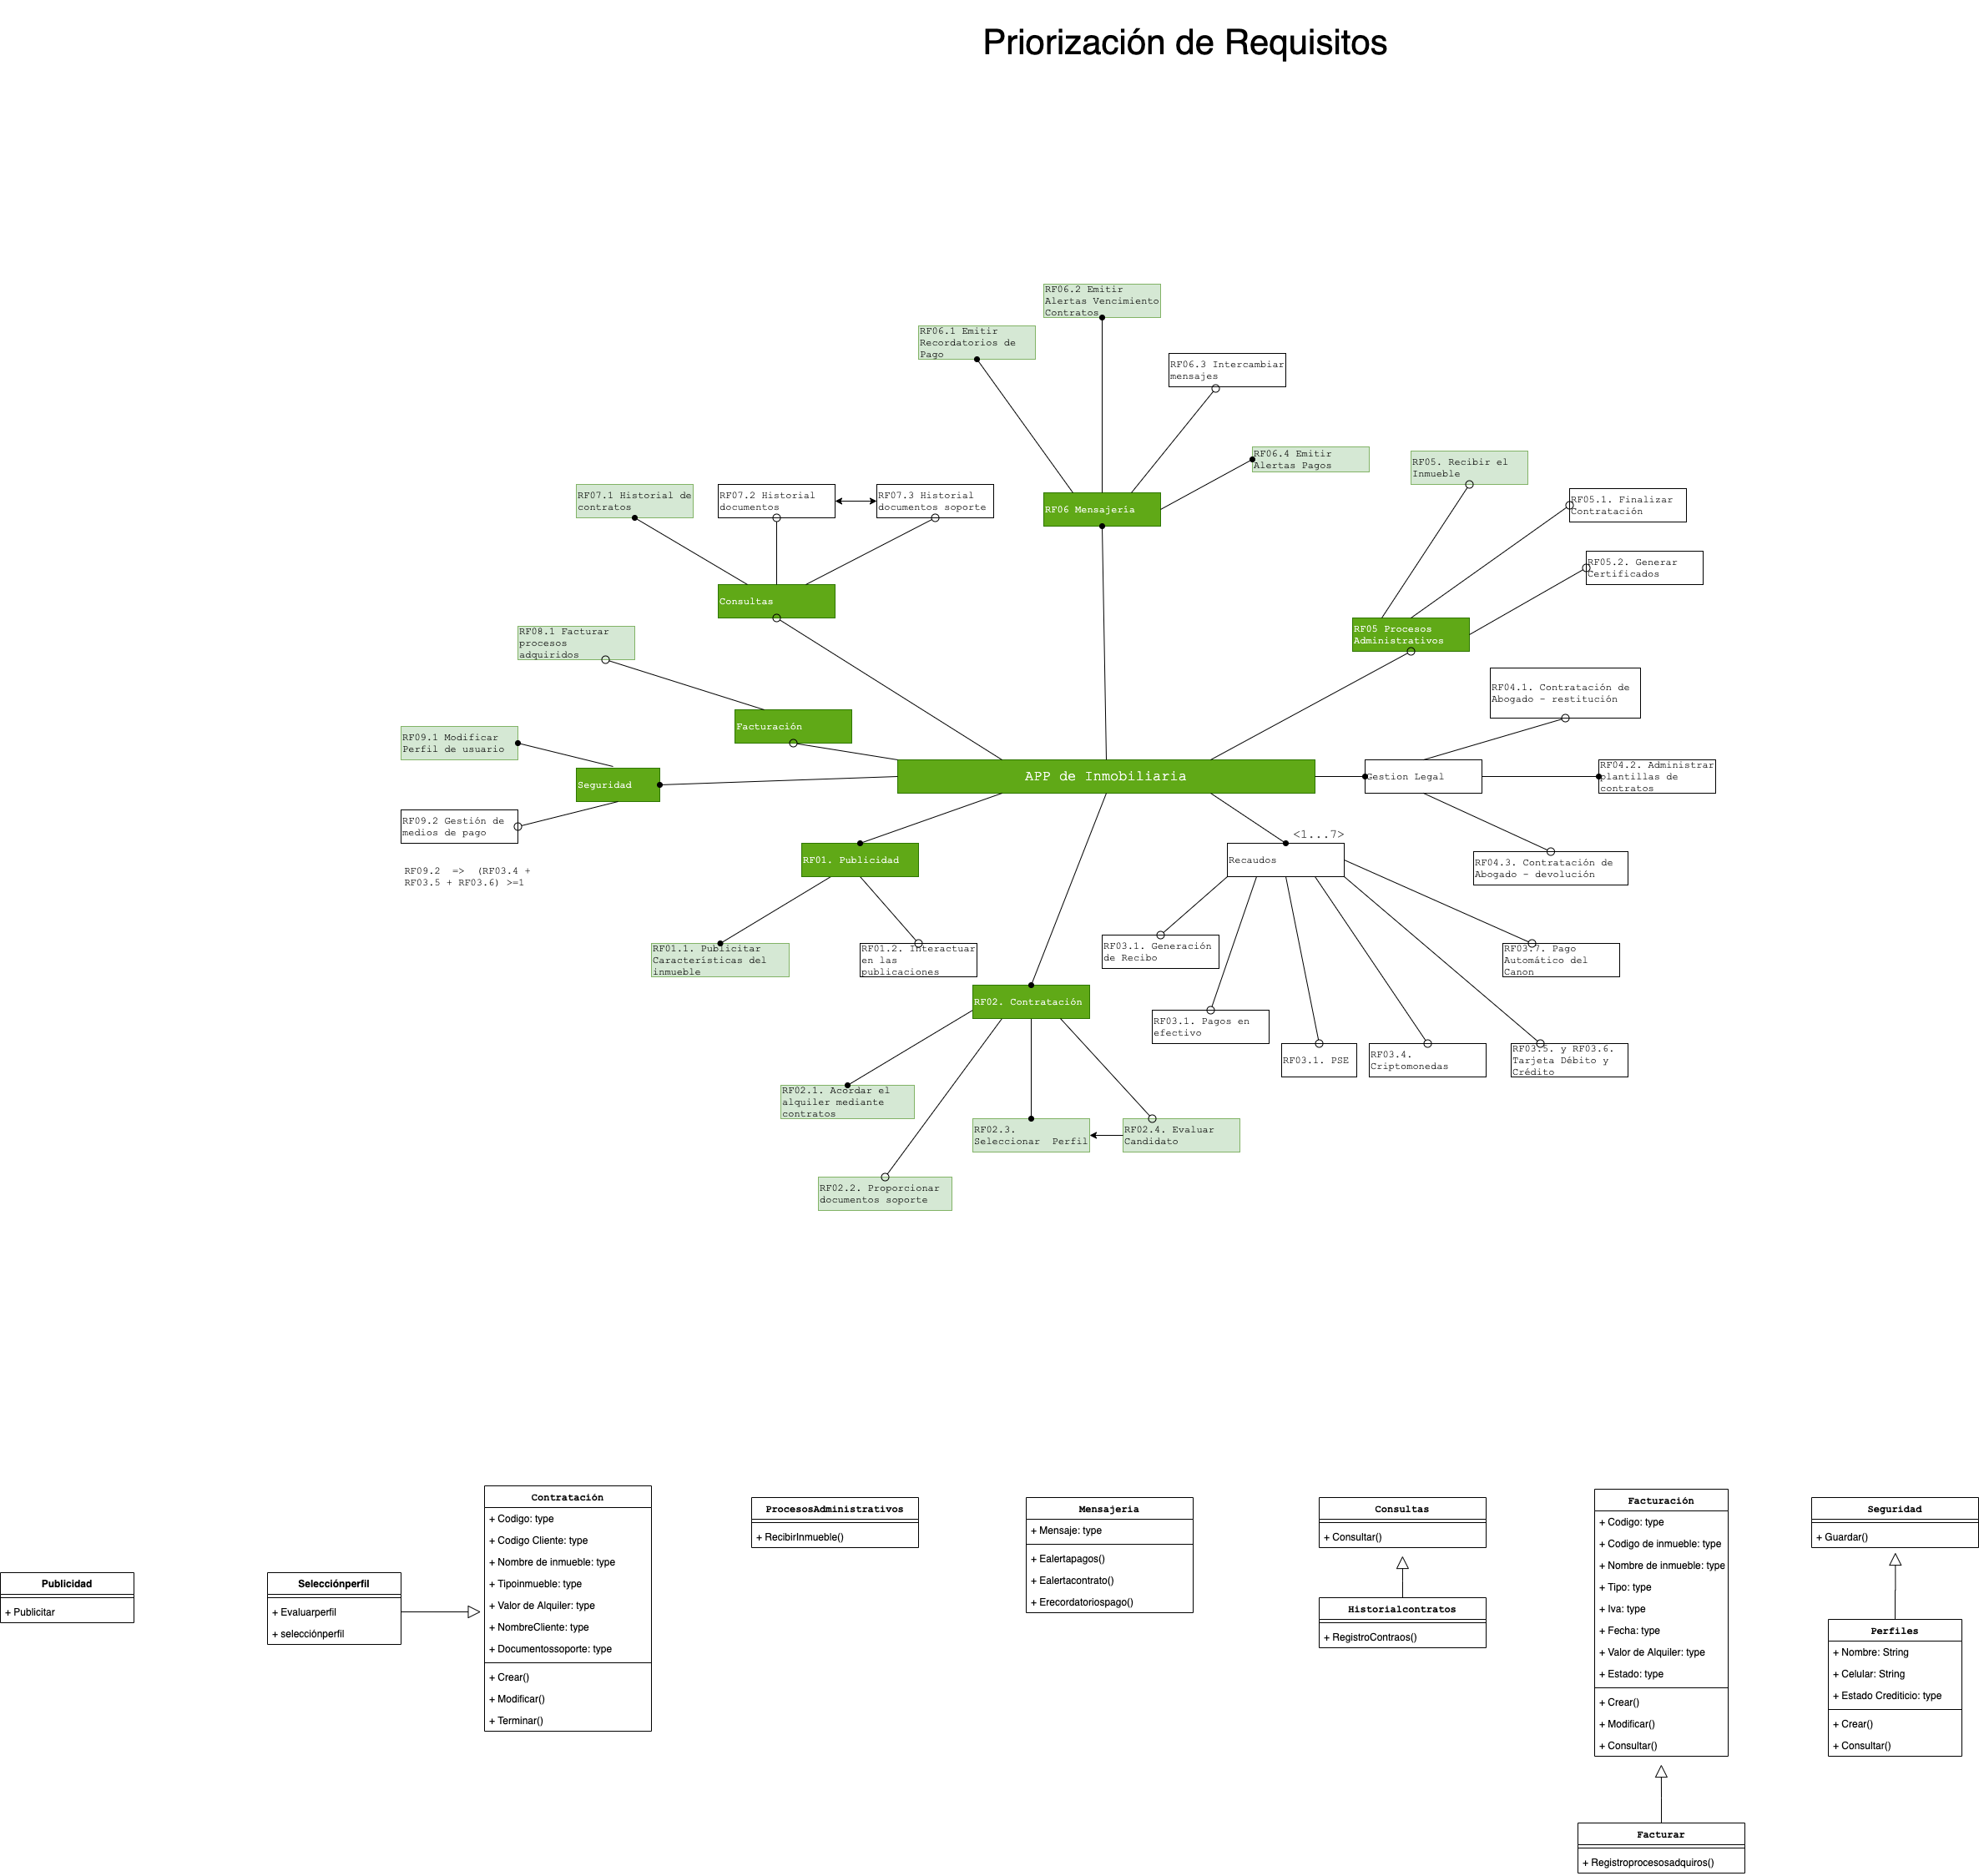 Priorización de Requisitos
RF06.2 Emitir
Alertas Vencimiento
Contratos
RF06.1 Emitir
Recordatorios de
Pago
RF06.3 Intercambiar
mensajes
RF06.4 Emitir
Alertas Pagos
RF05. Recibir el
Inmueble
RF07.1 Historial de
contratos
RF07.2 Historial
documentos
RF07.3 Historial
documentos soporte
RF06 Mensajería
RF05.1. Finalizar
Contratación
RF05.2. Generar
Certificados
Consultas
RF08.1 Facturar
procesos
adquiridos
RF05 Procesos
Administrativos
RF04.1. Contratación de
Abogado - restitución
Facturación
RF09.1 Modificar
Perfil de usuario
Seguridad
APP de Inmobiliaria
Gestion Legal
RF04.2. Administrar
plantillas de
contratos
RF09.2 Gestión de
medios de pago
<1...7>
RF01. Publicidad
Recaudos
RF04.3. Contratación de
Abogado - devolución
RF09.2  =>  (RF03.4 +
RF03.5 + RF03.6) >=1
RF01.1. Publicitar
Características del
inmueble
RF01.2. Interactuar
en las
publicaciones
RF03.1. Generación
de Recibo
RF03.7. Pago
Automático del
Canon
RF02. Contratación
RF03.1. Pagos en
efectivo
RF03.1. PSE
RF03.4.
Criptomonedas
RF03.5. y RF03.6.
Tarjeta Débito y
Crédito
RF02.1. Acordar el
alquiler mediante
contratos
RF02.3.
Seleccionar  Perfil
RF02.4. Evaluar
Candidato
RF02.2. Proporcionar
documentos soporte
Publicidad
+ Publicitar
Selecciónperfil
+ Evaluarperfil
+ selecciónperfil
Contratación
+ Codigo: type
+ Codigo Cliente: type
+ Nombre de inmueble: type
+ Tipoinmueble: type
+ Valor de Alquiler: type
+ NombreCliente: type
+ Documentossoporte: type
+ Crear()
+ Modificar()
+ Terminar()
ProcesosAdministrativos
+ RecibirInmueble()
Mensajeria
+ Mensaje: type
+ Ealertapagos()
+ Ealertacontrato()
+ Erecordatoriospago()
Consultas
+ Consultar()
Historialcontratos
+ RegistroContraos()
Facturación
+ Codigo: type
+ Codigo de inmueble: type
+ Nombre de inmueble: type
+ Tipo: type
+ Iva: type
+ Fecha: type
+ Valor de Alquiler: type
+ Estado: type
+ Crear()
+ Modificar()
+ Consultar()
Facturar
+ Registroprocesosadquiros()
Seguridad
+ Guardar()
Perfiles
+ Nombre: String
+ Celular: String
+ Estado Crediticio: type
+ Crear()
+ Consultar()